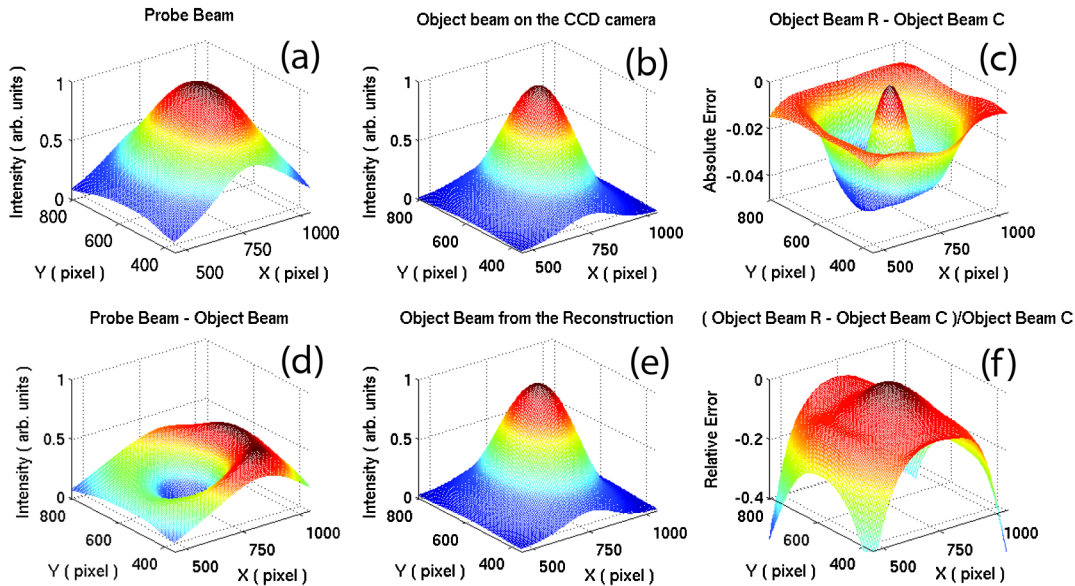 Probe Beam
(a)
Intensity ( arb. units )
1
0.5
0
800
600
400
Y ( pixel )
500
750
1000
X ( pixel )
Object beam on the CCD camera
(b)
Intensity ( arb. units )
1
0.5
0
800
600
400
Y ( pixel )
500
750
1000
X ( pixel )
Object Beam R - Object Beam C
(c)
Absolute Error
0
-0.02
-0.04
800
600
400
Y ( pixel )
500
750
1000
X ( pixel )
Probe Beam - Object Beam
(d)
Intensity ( arb. units )
1
0.5
0
800
600
400
Y ( pixel )
500
750
1000
X ( pixel )
Object Beam from the Reconstruction
(e)
Intensity ( arb. units )
1
0.5
0
800
600
400
Y ( pixel )
500
750
1000
X ( pixel )
( Object Beam R - Object Beam C )/Object Beam C
(f)
Relative Error
0
-0.2
-0.4
800
600
400
Y ( pixel )
500
750
1000
X ( pixel )